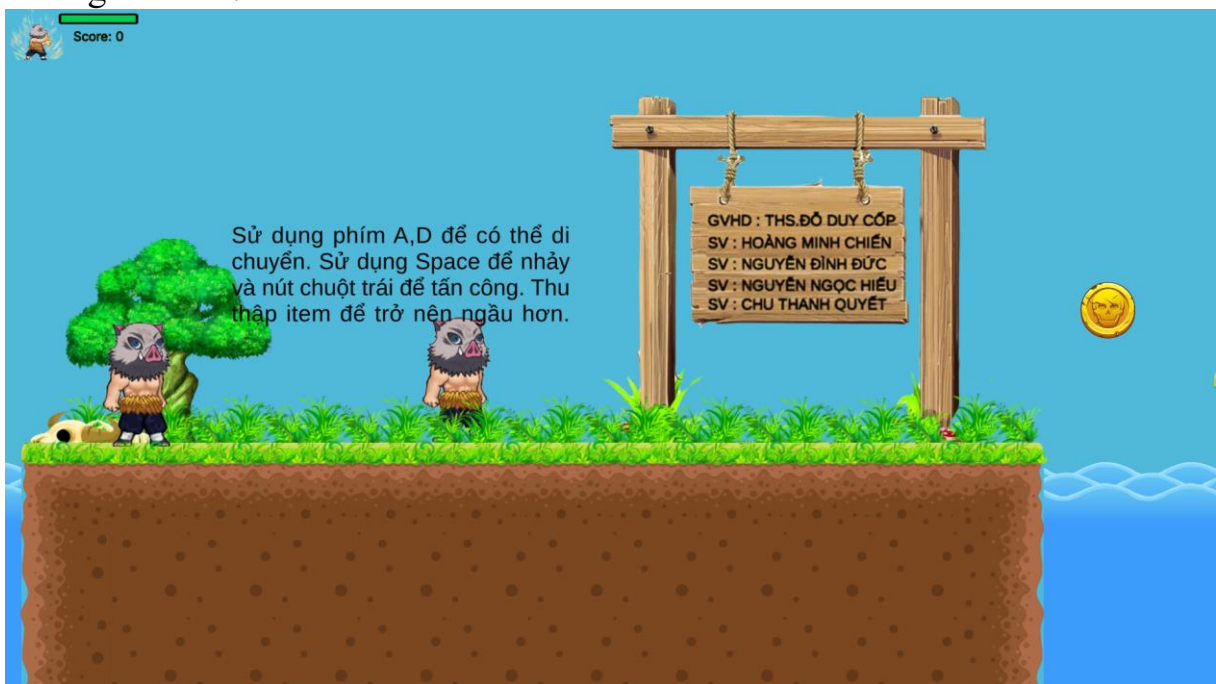 Score: 0
Sử dụng phím A,D để có thể di
chuyển. Sử dụng Space để nhảy
và nút chuột trái để tấn công. Thu
thập item để trở nên ngầu hơn.
GVHD : THS.ĐỖ DUY CỐP
SV : HOÀNG MINH CHIẾN
SV : NGUYỄN ĐÌNH ĐỨC
SV : NGUYỄN NGỌC HIẾU
SV : CHU THANH QUYẾT